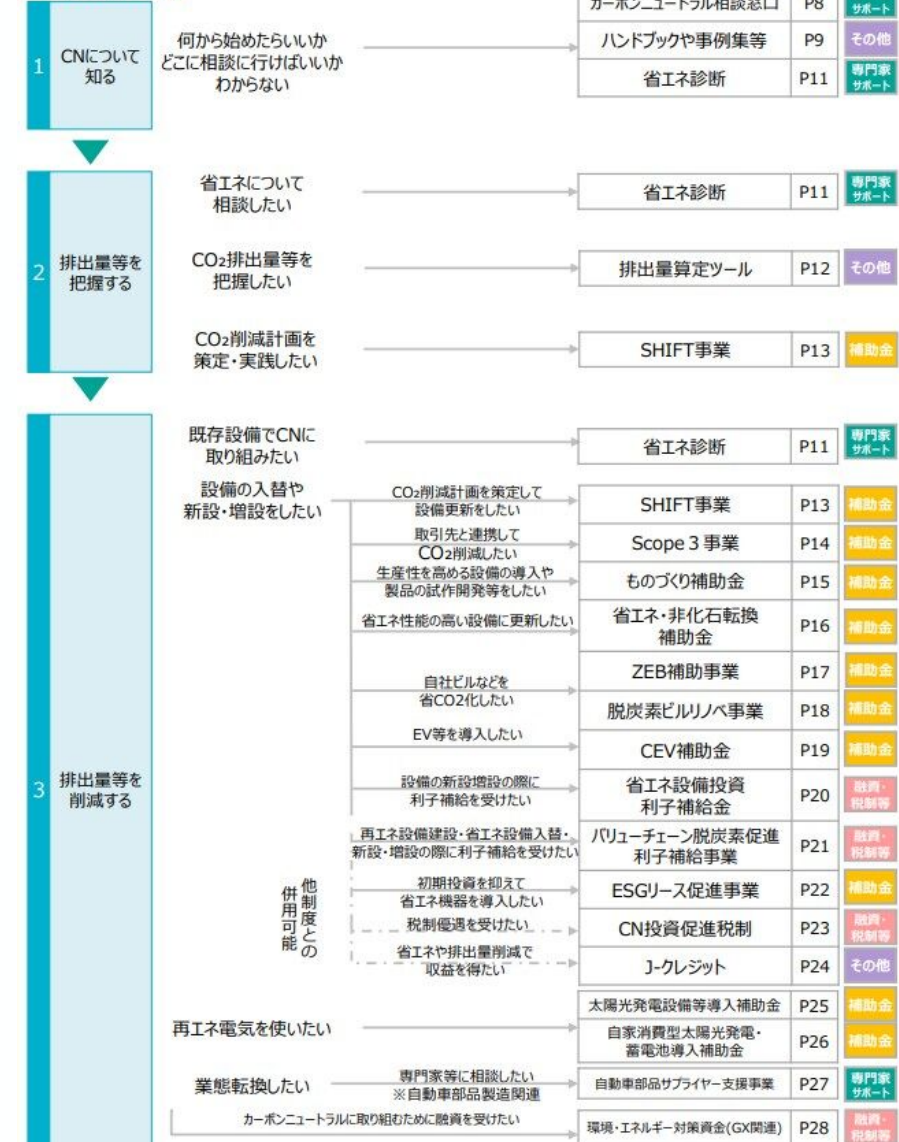 カーボンニュートラル相談窓口 P8 サポート
1 CNについて
知る
何から始めたらいいか
どこに相談に行けばいいか
わからない
ハンドブックや事例集等 P9 その他
省エネ診断 P11 専門家
サポート
2 排出量等を
把握する
省エネについて
相談したい
省エネ診断 P11 専門家
サポート
CO₂排出量等を
把握したい
排出量算定ツール P12 その他
CO₂削減計画を
策定・実践したい
SHIFT事業 P13 補助金
3 排出量等を
削減する
既存設備でCNに
取り組みたい
省エネ診断 P11 専門家
サポート
設備の入替や
新設・増設をしたい
CO₂削減計画を策定して
設備更新をしたい
SHIFT事業 P13 補助金
取引先と連携して
CO₂削減したい
Scope 3 事業 P14 補助金
生産性を高める設備の導入や
製品の試作開発等をしたい
ものづくり補助金 P15 補助金
省エネ性能の高い設備に更新したい
省エネ・非化石転換
補助金 P16 補助金
自社ビルなどを
省CO2化したい
ZEB補助事業 P17 補助金
脱炭素ビルリノベ事業 P18 補助金
EV等を導入したい
CEV補助金 P19 補助金
設備の新設増設の際に
利子補給を受けたい
省エネ設備投資
利子補給金 P20 融資・
税制等
他制度との
併用可能
再エネ設備建設・省エネ設備入替・
新設・増設の際に利子補給を受けたい
バリューチェーン脱炭素促進
利子補給事業 P21 融資・
税制等
初期投資を抑えて
省エネ機器を導入したい
ESGリース促進事業 P22 補助金
税制優遇を受けたい
CN投資促進税制 P23 融資・
税制等
省エネや排出量削減で
収益を得たい
J-クレジット P24 その他
再エネ電気を使いたい
太陽光発電設備等導入補助金 P25 補助金
自家消費型太陽光発電・
蓄電池導入補助金 P26 補助金
業態転換したい
専門家等に相談したい
※自動車部品製造関連
自動車部品サプライヤー支援事業 P27 専門家
サポート
カーボンニュートラルに取り組むために融資を受けたい
環境・エネルギー対策資金(GX関連) P28 融資・
税制等